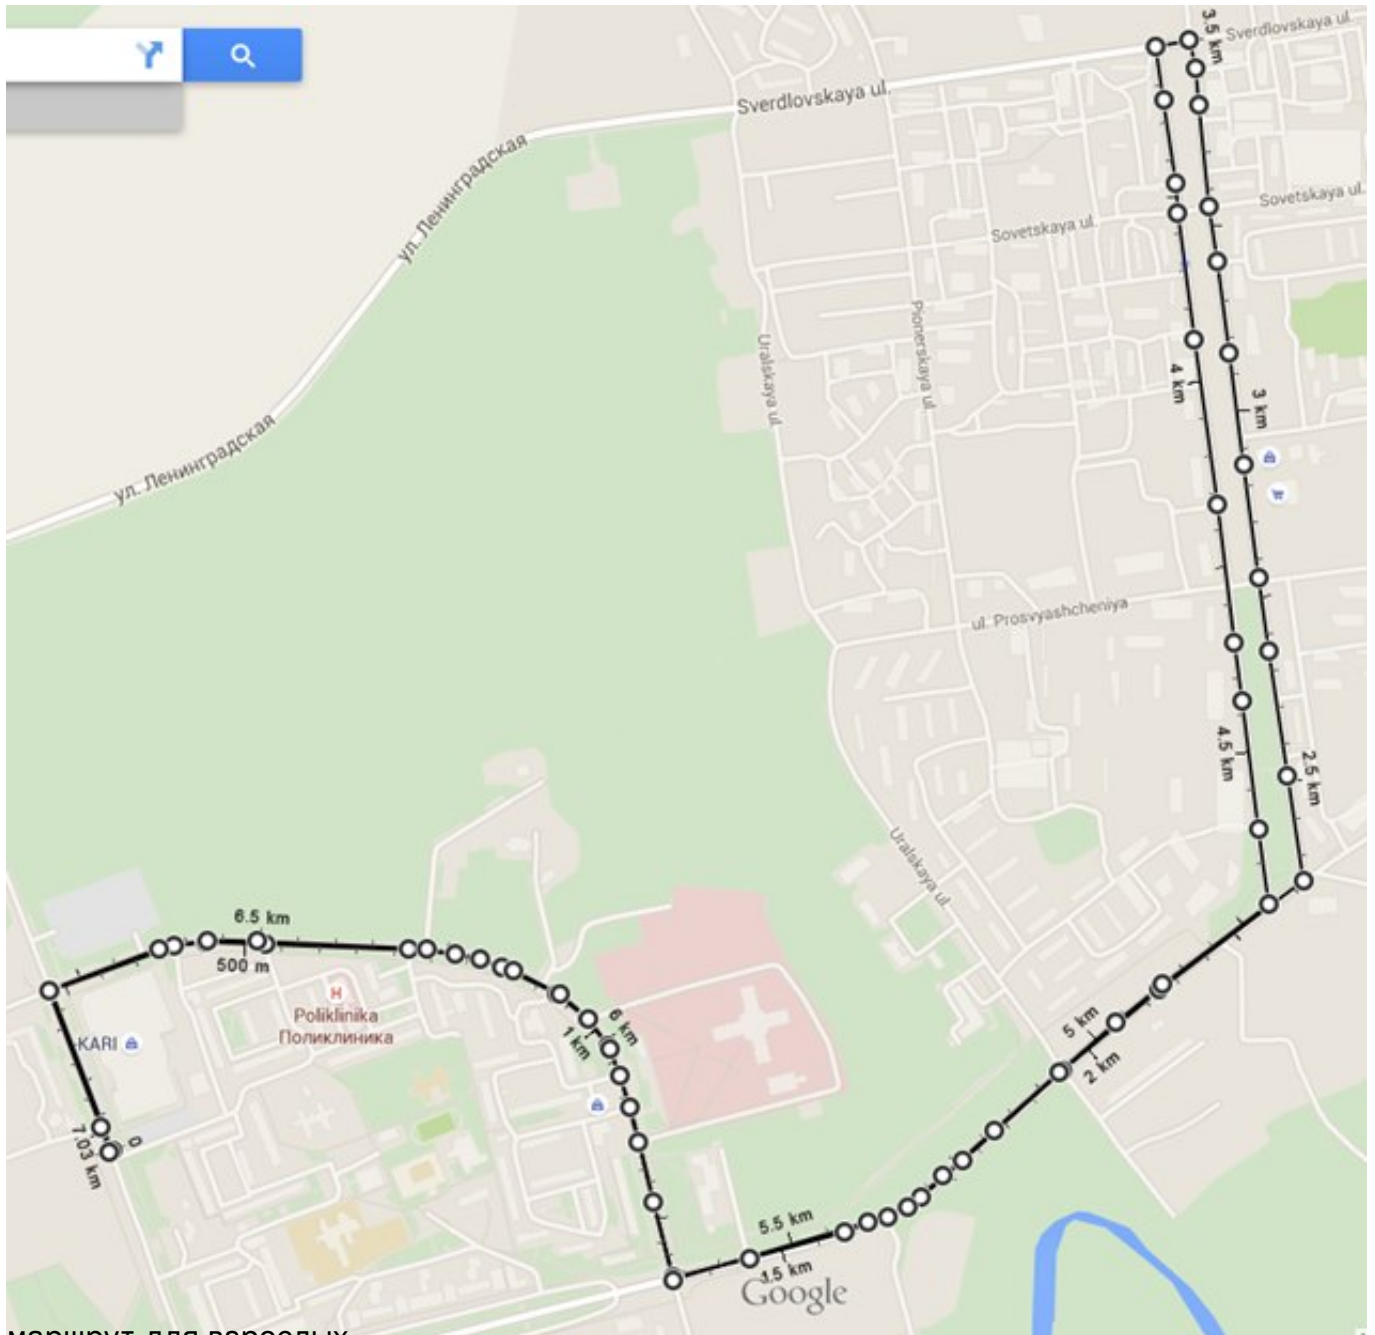 3.5 km
Sverdlovskaya ul.
Sverdlovskaya ul.
ул. Ленинградская
Sovetskaya ul.
Sovetskaya ul.
Pionerskaya ul.
Uralskaya ul.
4 km
3 km
ул. Ленинградская
ul. Prosvyashcheniya
4.5 km
2.5 km
Uralskaya ul.
6.5 km
500 m
H
Poliklinika
Поликлиника
KARI
6 km
1 km
5 km
2 km
0
7.03 km
5.5 km
1.5 km
Google
маршрут для взрослых